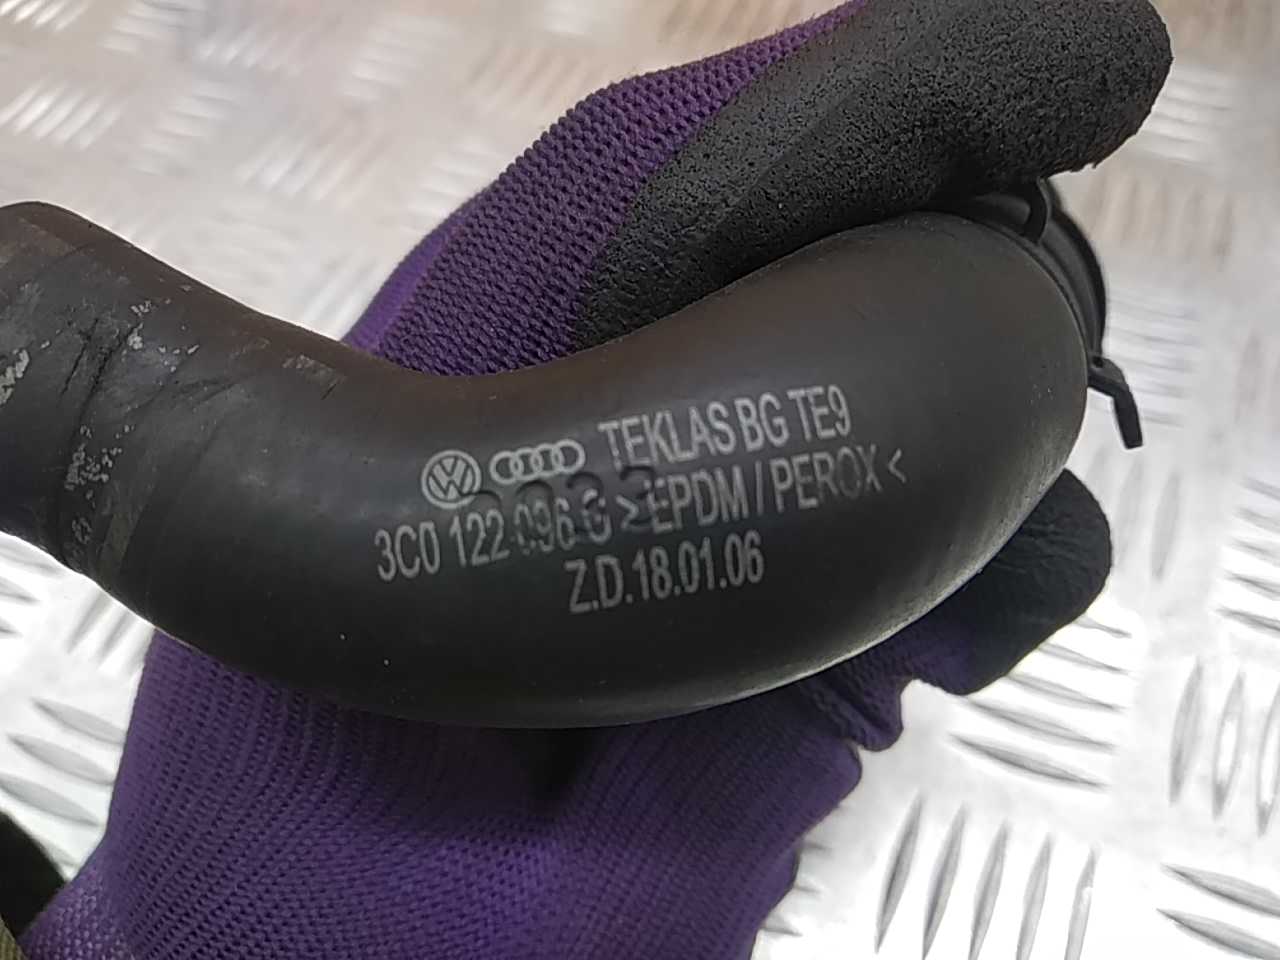 TEKLAS BG TE9
3C0 122 096 G >EPDM / PEROX<
Z.D.18.01.06